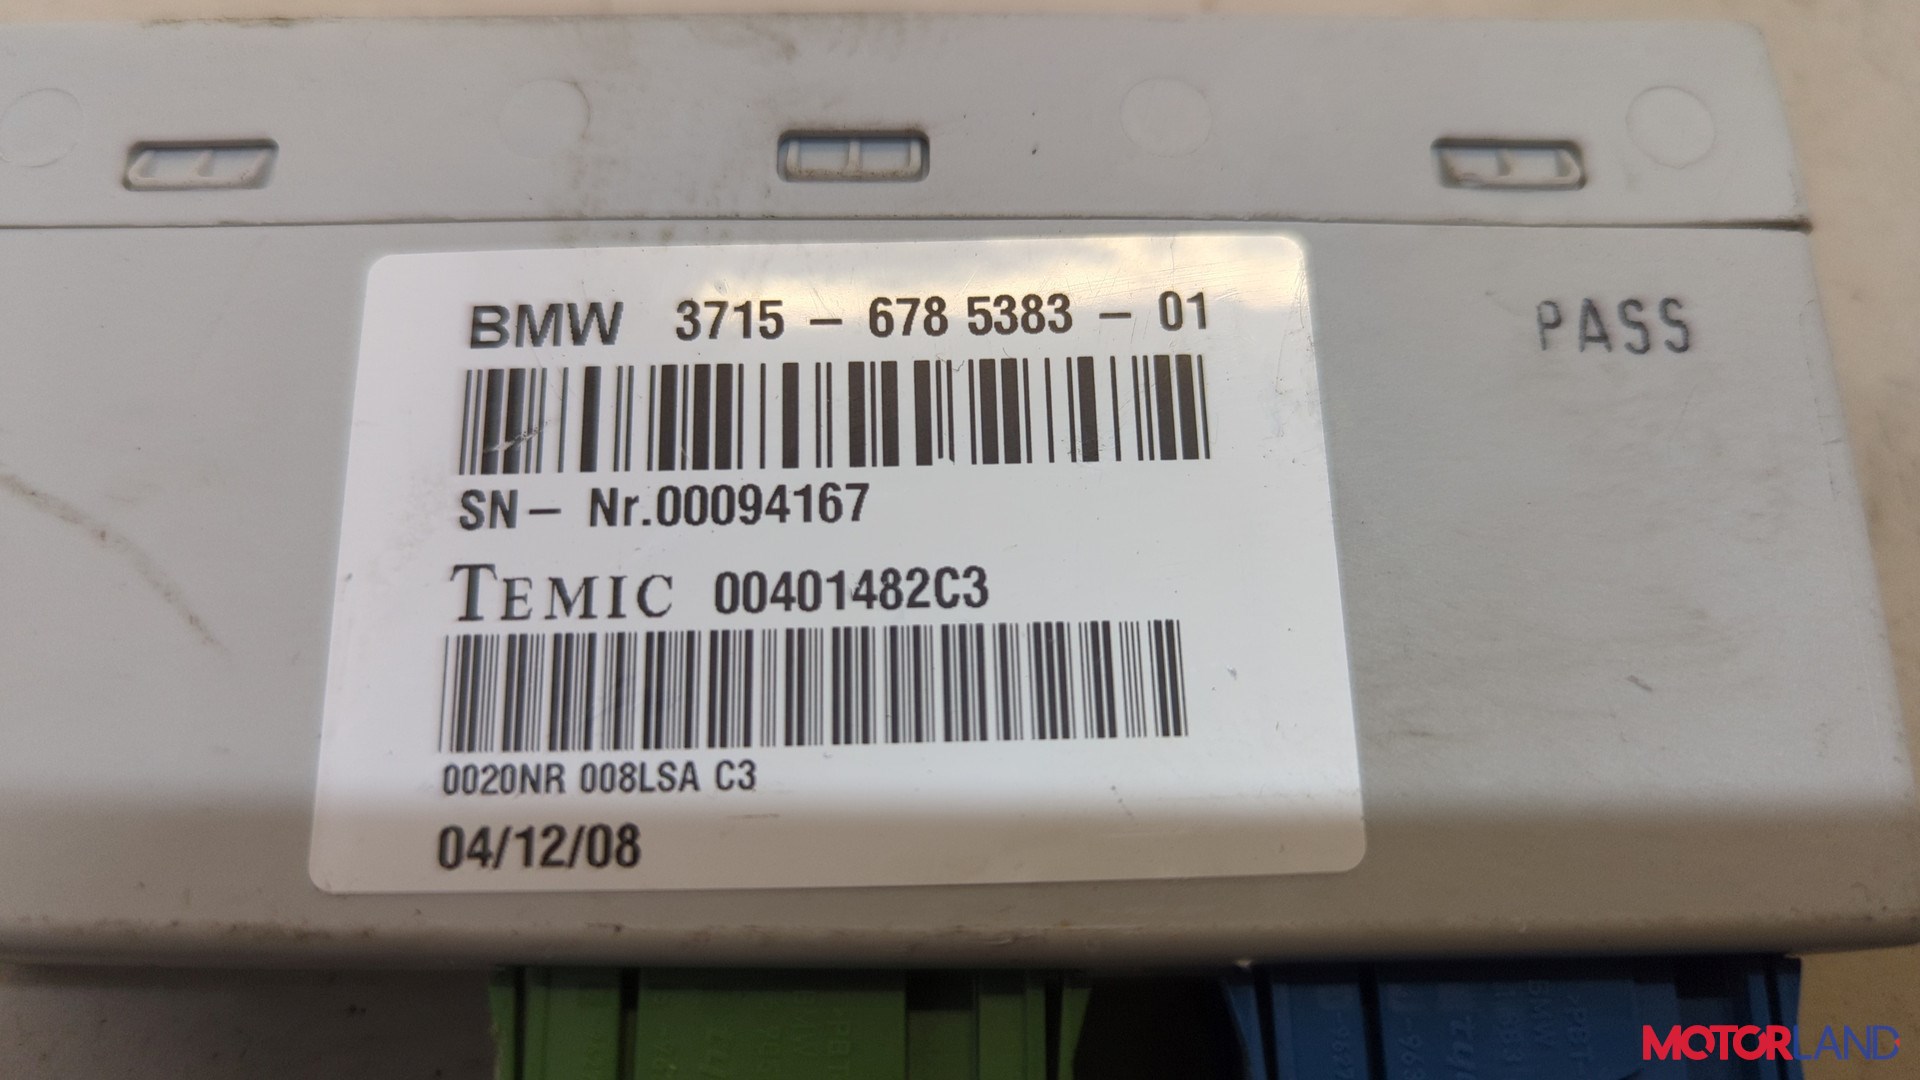 BMW 3715 – 678 5383 – 01
PASS
SN – Nr.00094167
TEMIC 00401482C3
0020NR 008LSA C3
04/12/08
MOTORLAND